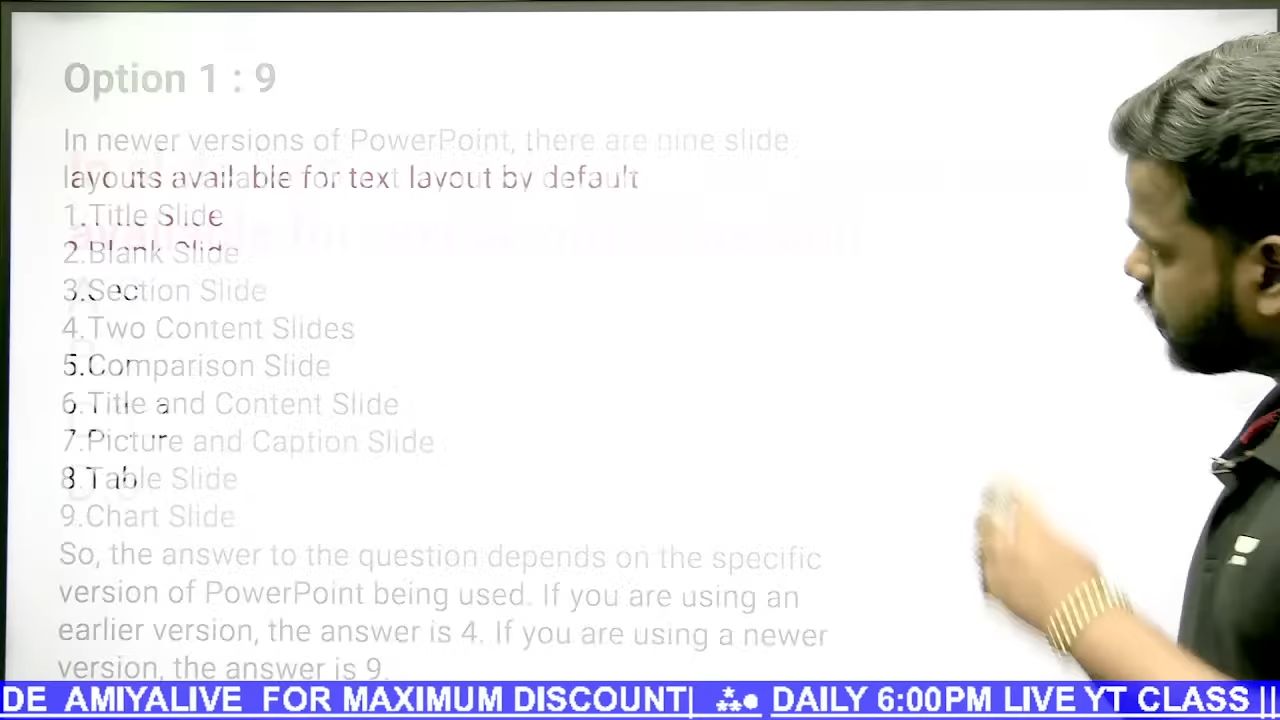 Option 1 : 9
In newer versions of PowerPoint, there are nine slide
layouts available for text layout by default
1.Title Slide
2.Blank Slide
3.Section Slide
4.Two Content Slides
5.Comparison Slide
6.Title and Content Slide
7.Picture and Caption Slide
8.Table Slide
9.Chart Slide
So, the answer to the question depends on the specific
version of PowerPoint being used. If you are using an
earlier version, the answer is 4. If you are using a newer
version, the answer is 9.
DE AMIYALIVE FOR MAXIMUM DISCOUNT| DAILY 6:00PM LIVE YT CLASS ||